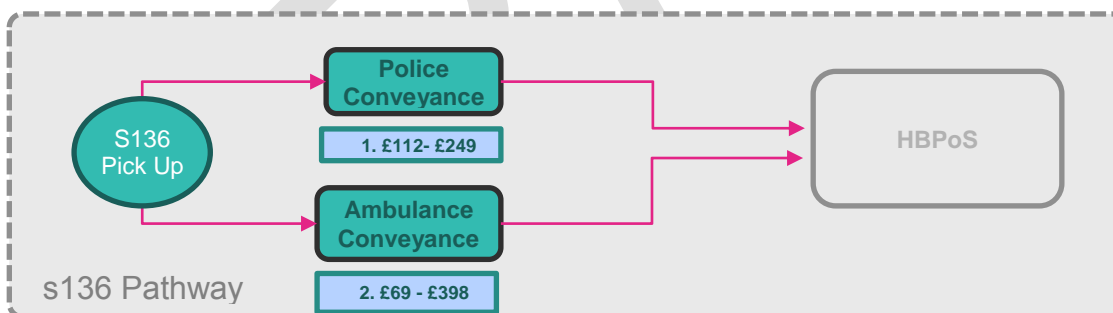 Police
Conveyance
1. £112- £249
S136
Pick Up
HBPoS
Ambulance
Conveyance
2. £69 - £398
s136 Pathway